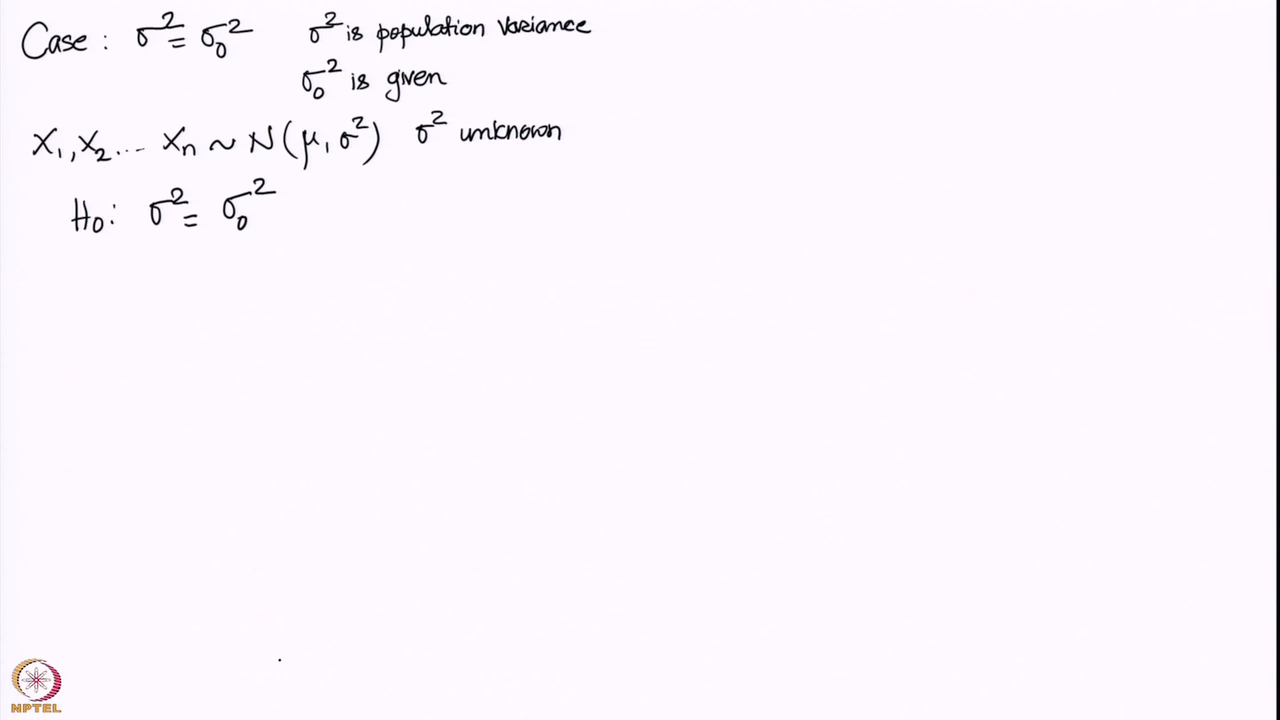 Case : σ² = σ₀² σ² is population variance
σ₀² is given
X₁, X₂ ... Xₙ ~ N(μ, σ²) σ² unknown
H₀: σ² = σ₀²
NPTEL